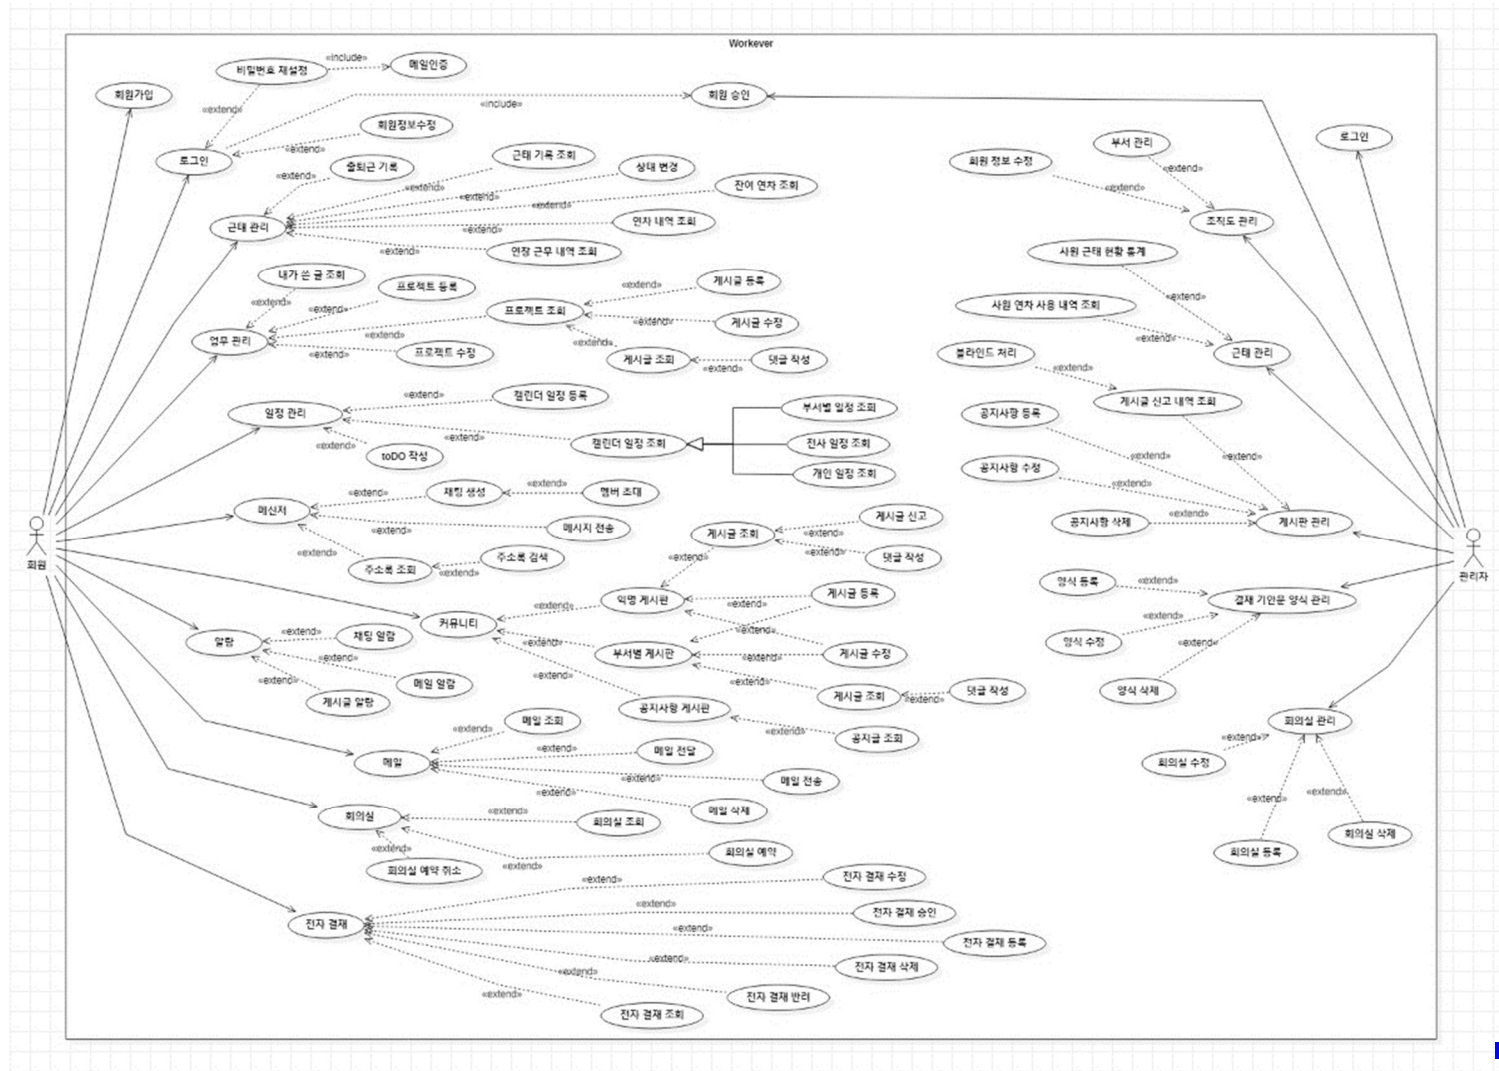 Workever
비밀번호 재설정
«include»
메일인증
회원가입
«extend»
«include»
회원 승인
로그인
회원정보수정
«extend»
로그인
출퇴근 기록
«extend»
근태 기록 조회
«extend»
상태 변경
«extend»
잔여 연차 조회
«extend»
근태 관리
연차 내역 조회
«extend»
연장 근무 내역 조회
«extend»
부서 관리
«extend»
회원 정보 수정
«extend»
조직도 관리
내가 쓴 글 조회
«extend»
프로젝트 등록
«extend»
프로젝트 조회
«extend»
게시글 등록
«extend»
게시글 수정
«extend»
업무 관리
프로젝트 수정
«extend»
«extend»
게시글 조회
«extend»
댓글 작성
사원 근태 현황 통계
«extend»
사원 연차 사용 내역 조회
«extend»
근태 관리
블라인드 처리
«extend»
게시글 신고 내역 조회
일정 관리
«extend»
캘린더 일정 등록
«extend»
캘린더 일정 조회
부서별 일정 조회
전사 일정 조회
개인 일정 조회
«extend»
toDO 작성
공지사항 등록
«extend»
«extend»
공지사항 수정
«extend»
공지사항 삭제
«extend»
게시판 관리
메신저
«extend»
채팅 생성
«extend»
멤버 초대
«extend»
메시지 전송
«extend»
주소록 조회
«extend»
주소록 검색
회원
게시글 조회
«extend»
게시글 신고
«extend»
댓글 작성
«extend»
익명 게시판
«extend»
게시글 등록
«extend»
커뮤니티
«extend»
부서별 게시판
«extend»
게시글 수정
«extend»
«extend»
게시글 조회
«extend»
댓글 작성
«extend»
공지사항 게시판
«extend»
공지글 조회
관리자
양식 등록
«extend»
결재 기안문 양식 관리
양식 수정
«extend»
«extend»
양식 삭제
알람
«extend»
채팅 알람
«extend»
메일 알람
«extend»
게시글 알람
회의실 관리
«extend»
회의실 수정
«extend»
«extend»
회의실 등록
회의실 삭제
메일
«extend»
메일 조회
«extend»
메일 전달
«extend»
메일 전송
«extend»
메일 삭제
회의실
«extend»
회의실 조회
«extend»
«extend»
회의실 예약
회의실 예약 취소
전자 결재
«extend»
전자 결재 수정
«extend»
전자 결재 승인
«extend»
전자 결재 등록
«extend»
전자 결재 삭제
«extend»
전자 결재 반려
«extend»
전자 결재 조회